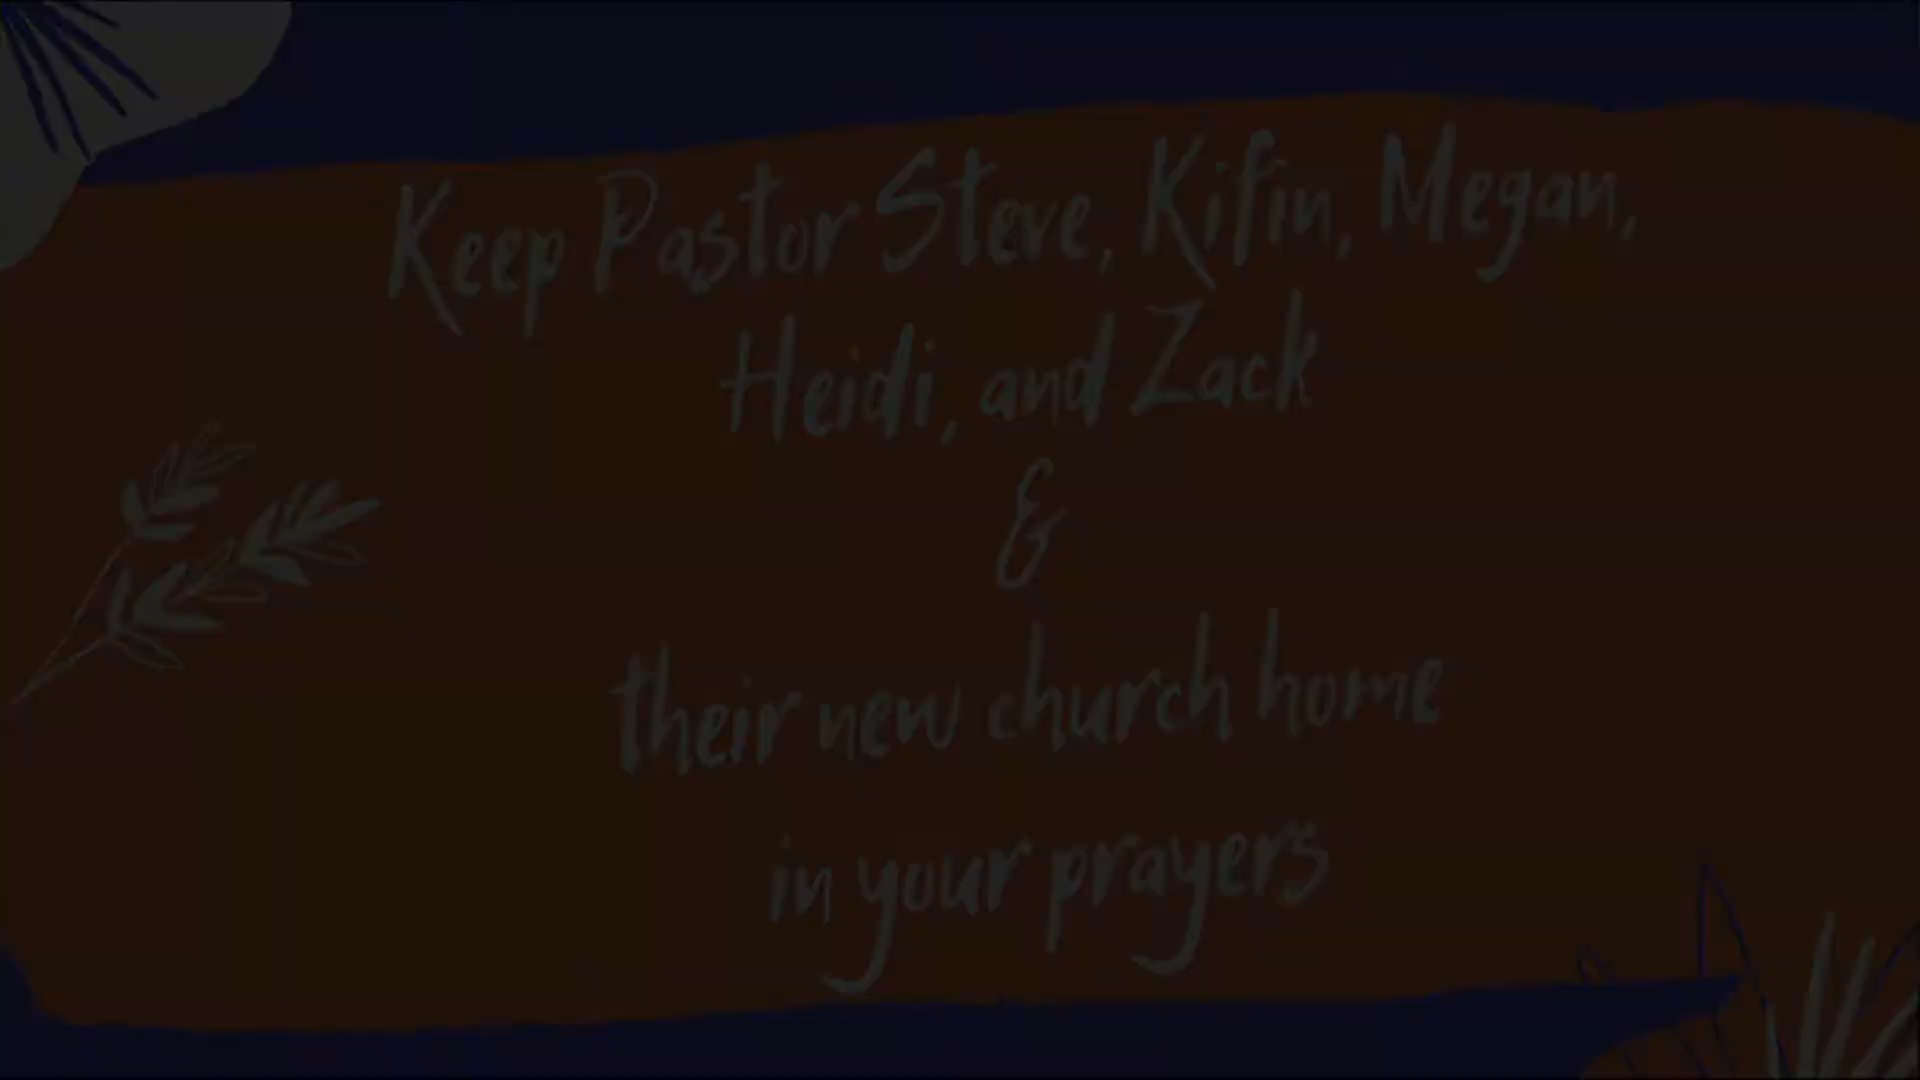 Keep Pastor Steve, Kifin, Megan,
Heidi, and Zack
&
their new church home
in your prayers